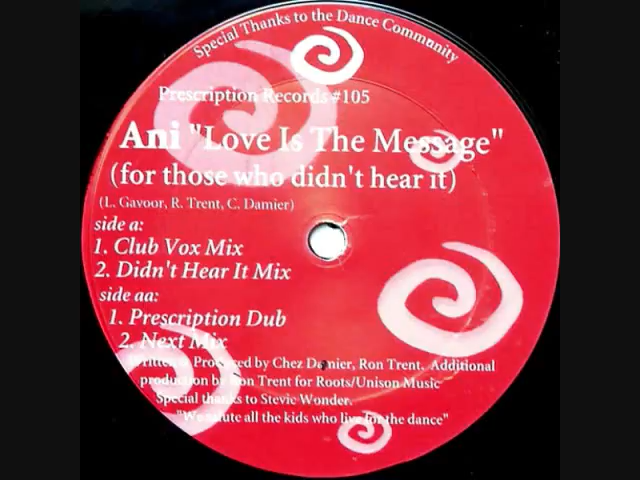 Special Thanks to the Dance Community
Prescription Records #105
Ani "Love Is The Message"
(for those who didn't hear it)
(L. Gavoor, R. Trent, C. Damier)
side a:
1. Club Vox Mix
2. Didn't Hear It Mix
side aa:
1. Prescription Dub
2. Next Mix
Written & Produced by Chez Damier, Ron Trent. Additional
production by Ron Trent for Roots/Unison Music
Special thanks to Stevie Wonder.
"We salute all the kids who live for the dance"